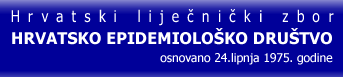 Hrvatski liječnički zbor
HRVATSKO EPIDEMIOLOŠKO DRUŠTVO
osnovano 24.lipnja 1975. godine